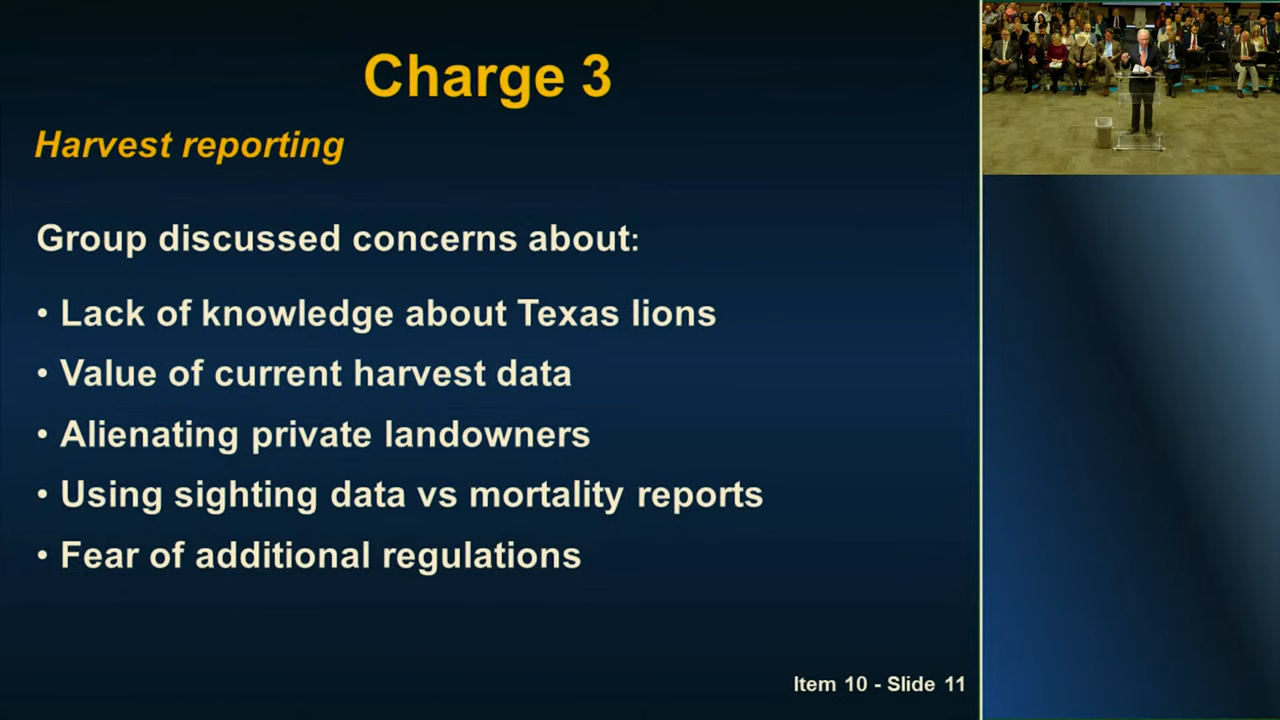 Charge 3
Harvest reporting
Group discussed concerns about:
• Lack of knowledge about Texas lions
• Value of current harvest data
• Alienating private landowners
• Using sighting data vs mortality reports
• Fear of additional regulations
Item 10 - Slide 11